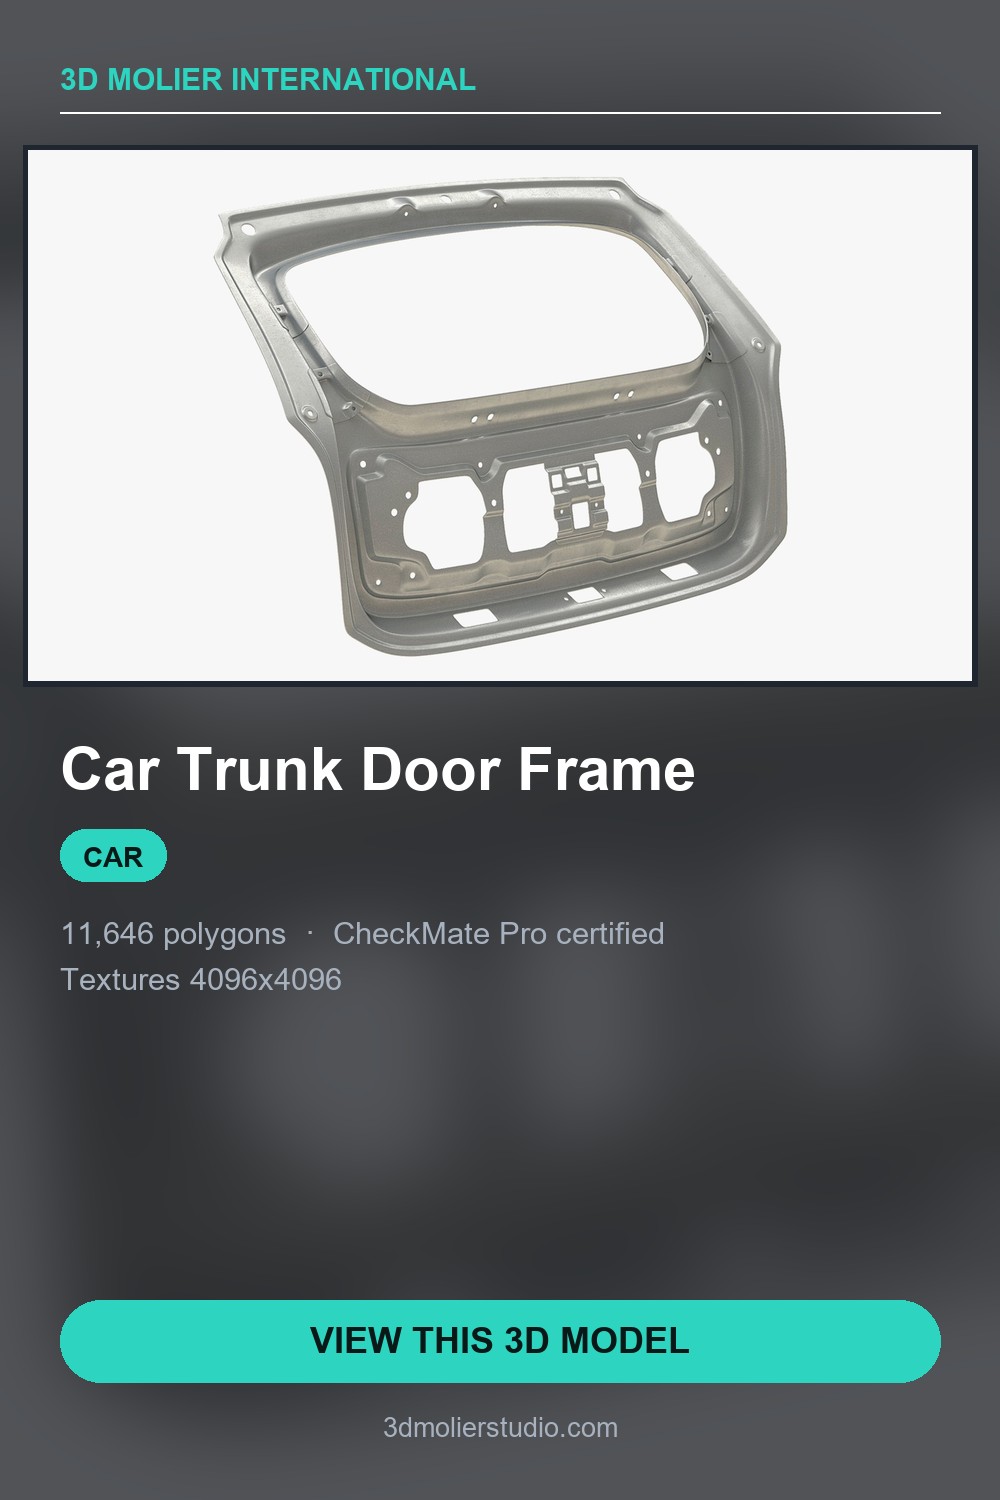 3D MOLIER INTERNATIONAL
Car Trunk Door Frame
CAR
11,646 polygons · CheckMate Pro certified
Textures 4096x4096
VIEW THIS 3D MODEL
3dmolierstudio.com